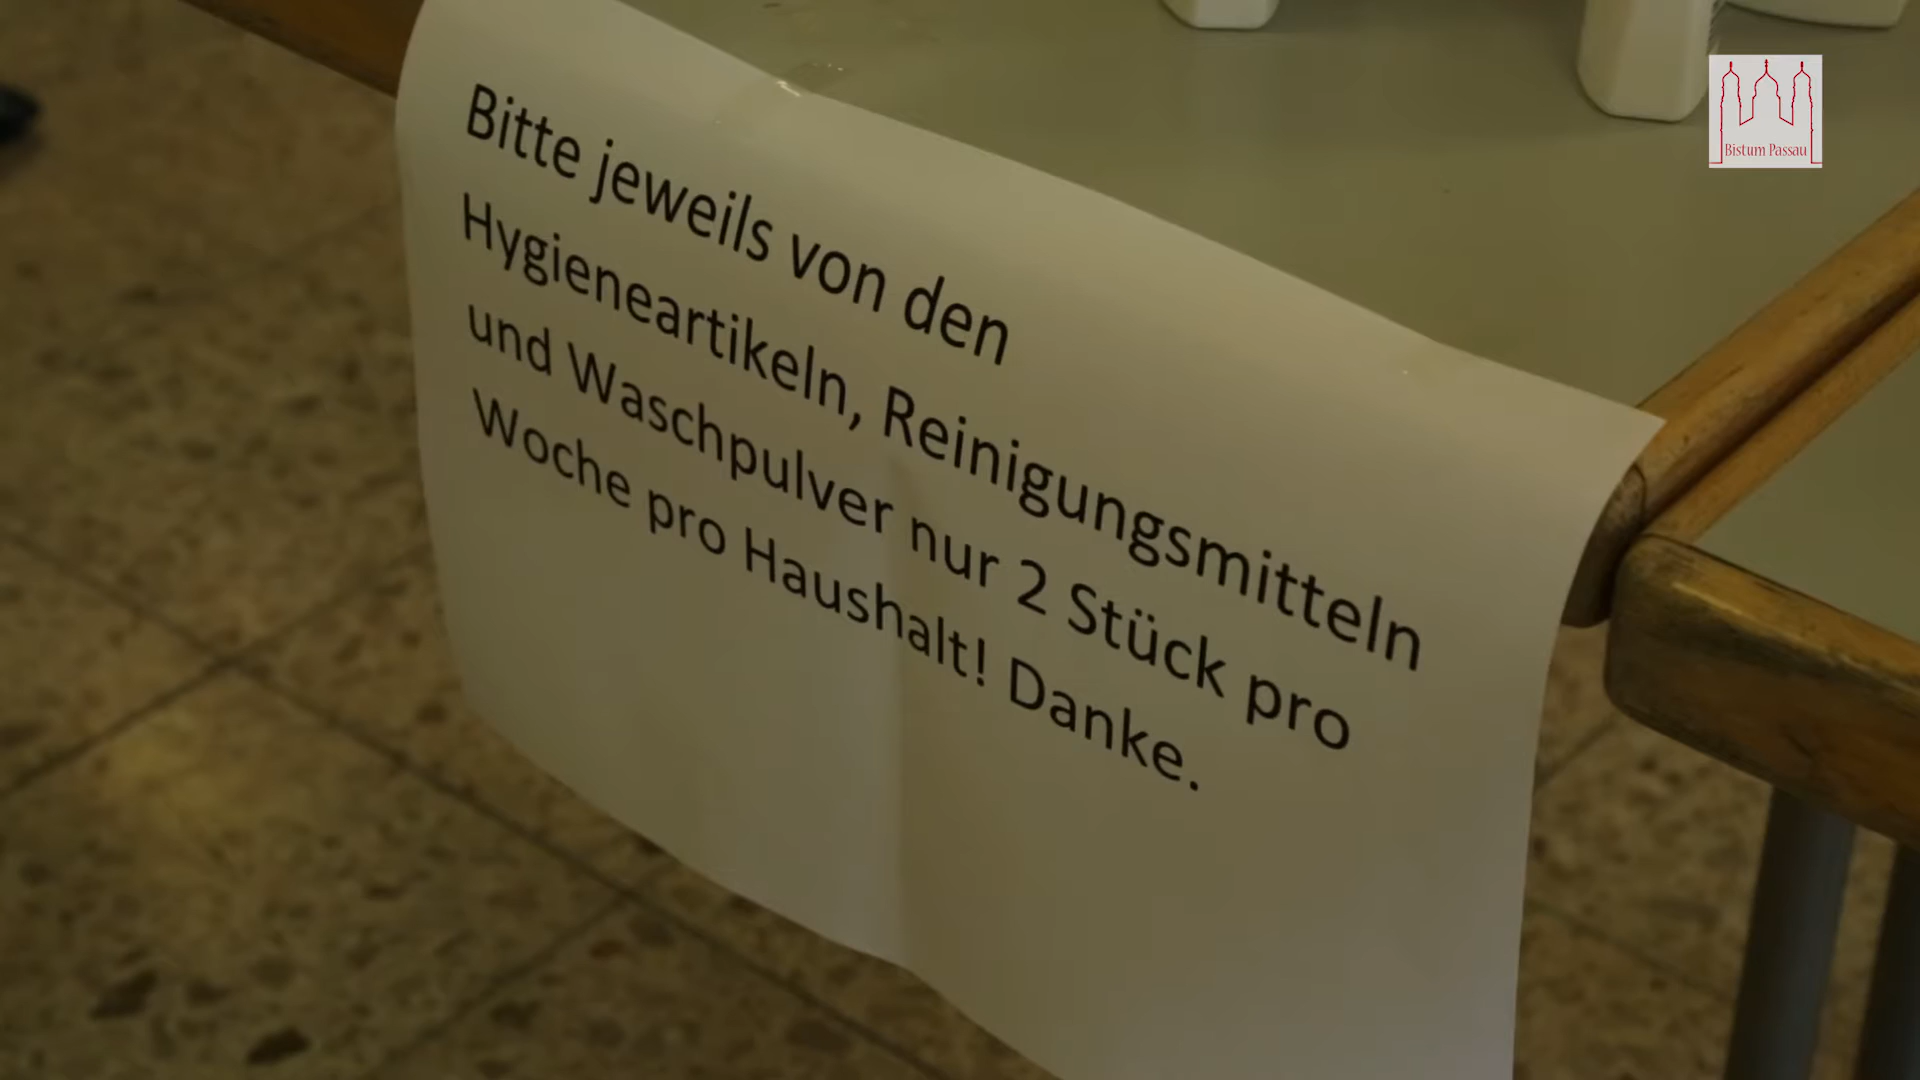 Bitte jeweils von den
Hygieneartikeln, Reinigungsmitteln
und Waschpulver nur 2 Stück pro
Woche pro Haushalt! Danke.
Bistum Passau